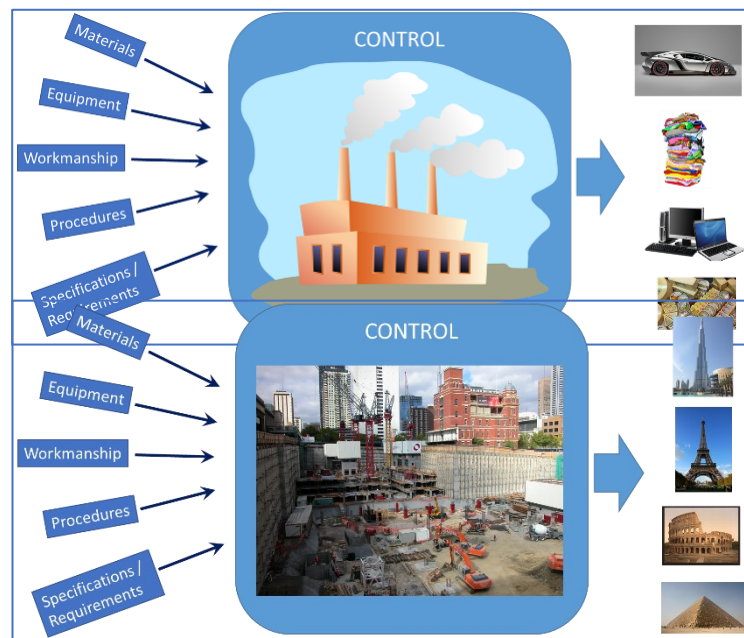 CONTROL
Materials
Equipment
Workmanship
Procedures
Specifications /
Requirements
CONTROL
Materials
Equipment
Workmanship
Procedures
Specifications /
Requirements